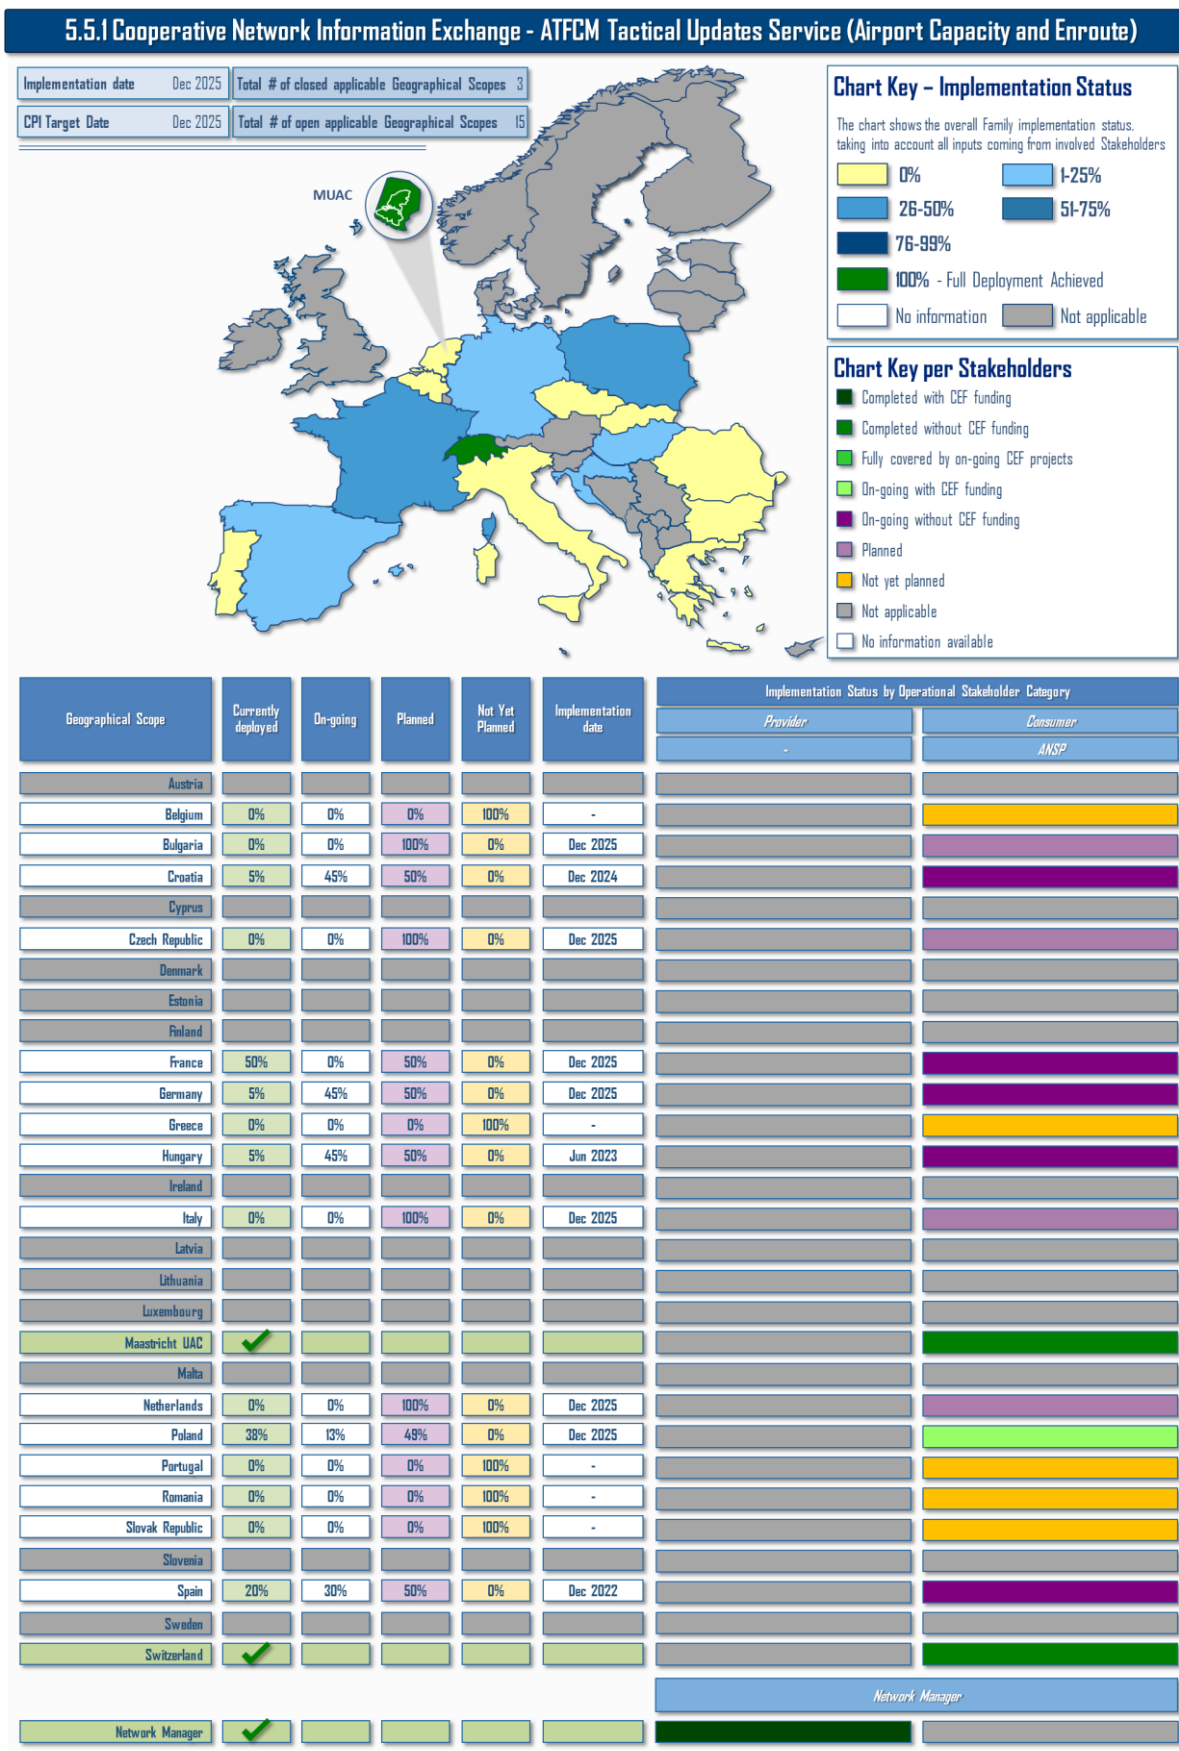 5.5.1 Cooperative Network Information Exchange - ATFCM Tactical Updates Service (Airport Capacity and Enroute)
Implementation date Dec 2025 Total # of closed applicable Geographical Scopes 3
CPI Target Date Dec 2025 Total # of open applicable Geographical Scopes 15
MUAC
Chart Key – Implementation Status
The chart shows the overall Family implementation status.
taking into account all inputs coming from involved Stakeholders
0% 1-25%
26-50% 51-75%
76-99%
100% - Full Deployment Achieved
No information Not applicable
Chart Key per Stakeholders
Completed with CEF funding
Completed without CEF funding
Fully covered by on-going CEF projects
On-going with CEF funding
On-going without CEF funding
Planned
Not yet planned
Not applicable
No information available
Geographical Scope
Currently deployed
On-going
Planned
Not Yet Planned
Implementation date
Implementation Status by Operational Stakeholder Category
Provider Consumer
- ANSP
Austria
Belgium 0% 0% 0% 100% -
Bulgaria 0% 0% 100% 0% Dec 2025
Croatia 5% 45% 50% 0% Dec 2024
Cyprus
Czech Republic 0% 0% 100% 0% Dec 2025
Denmark
Estonia
Finland
France 50% 0% 50% 0% Dec 2025
Germany 5% 45% 50% 0% Dec 2025
Greece 0% 0% 0% 100% -
Hungary 5% 45% 50% 0% Jun 2023
Ireland
Italy 0% 0% 100% 0% Dec 2025
Latvia
Lithuania
Luxembourg
Maastricht UAC
Malta
Netherlands 0% 0% 100% 0% Dec 2025
Poland 38% 13% 49% 0% Dec 2025
Portugal 0% 0% 0% 100% -
Romania 0% 0% 0% 100% -
Slovak Republic 0% 0% 0% 100% -
Slovenia
Spain 20% 30% 50% 0% Dec 2022
Sweden
Switzerland
Network Manager
Network Manager